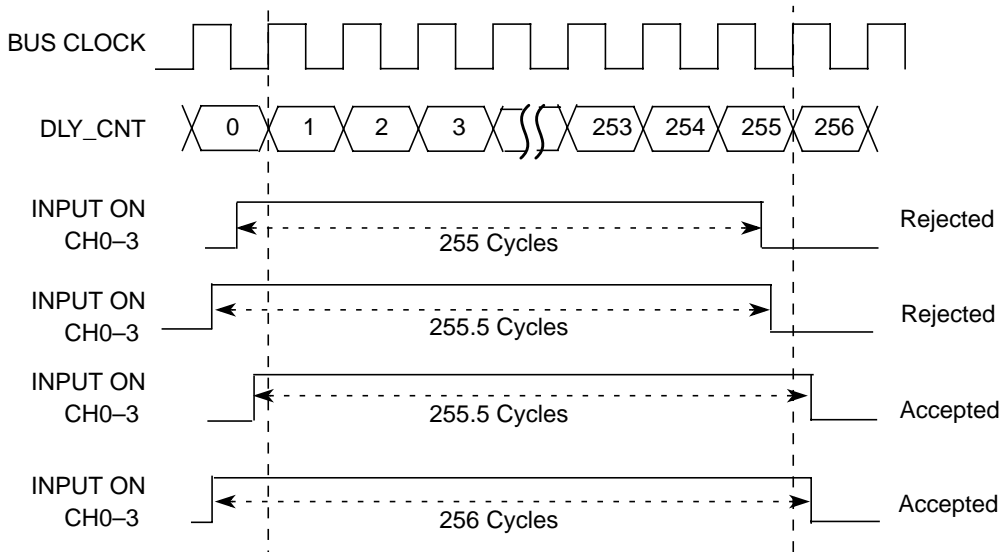 BUS CLOCK
DLY_CNT 0 1 2 3 253 254 255 256
INPUT ON
CH0–3
255 Cycles
Rejected
INPUT ON
CH0–3
255.5 Cycles
Rejected
INPUT ON
CH0–3
255.5 Cycles
Accepted
INPUT ON
CH0–3
256 Cycles
Accepted